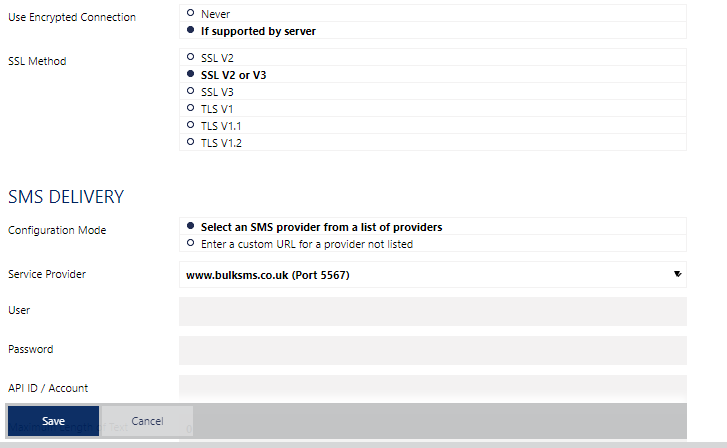 Use Encrypted Connection
Never
If supported by server
SSL Method
SSL V2
SSL V2 or V3
SSL V3
TLS V1
TLS V1.1
TLS V1.2
SMS DELIVERY
Configuration Mode
Select an SMS provider from a list of providers
Enter a custom URL for a provider not listed
Service Provider
www.bulksms.co.uk (Port 5567)
User
Password
API ID / Account
Save
Cancel